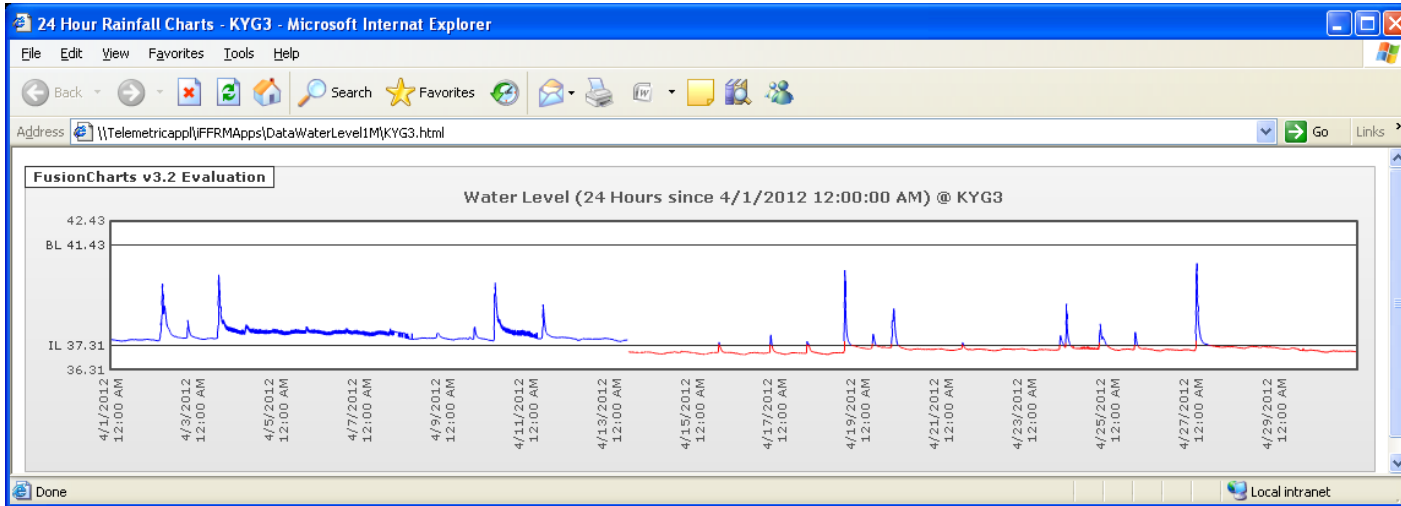 24 Hour Rainfall Charts - KYG3 - Microsoft Internat Explorer
File Edit View Favorites Tools Help
Back Search Favorites W
Address \\Telemetricappl\iFFRMApps\DataWaterLevel1M\KYG3.html Go Links »
FusionCharts v3.2 Evaluation
Water Level (24 Hours since 4/1/2012 12:00:00 AM) @ KYG3
42.43
BL 41.43
IL 37.31
36.31
4/1/2012 12:00 AM
4/3/2012 12:00 AM
4/5/2012 12:00 AM
4/7/2012 12:00 AM
4/9/2012 12:00 AM
4/11/2012 12:00 AM
4/13/2012 12:00 AM
4/15/2012 12:00 AM
4/17/2012 12:00 AM
4/19/2012 12:00 AM
4/21/2012 12:00 AM
4/23/2012 12:00 AM
4/25/2012 12:00 AM
4/27/2012 12:00 AM
4/29/2012 12:00 AM
Done Local intranet